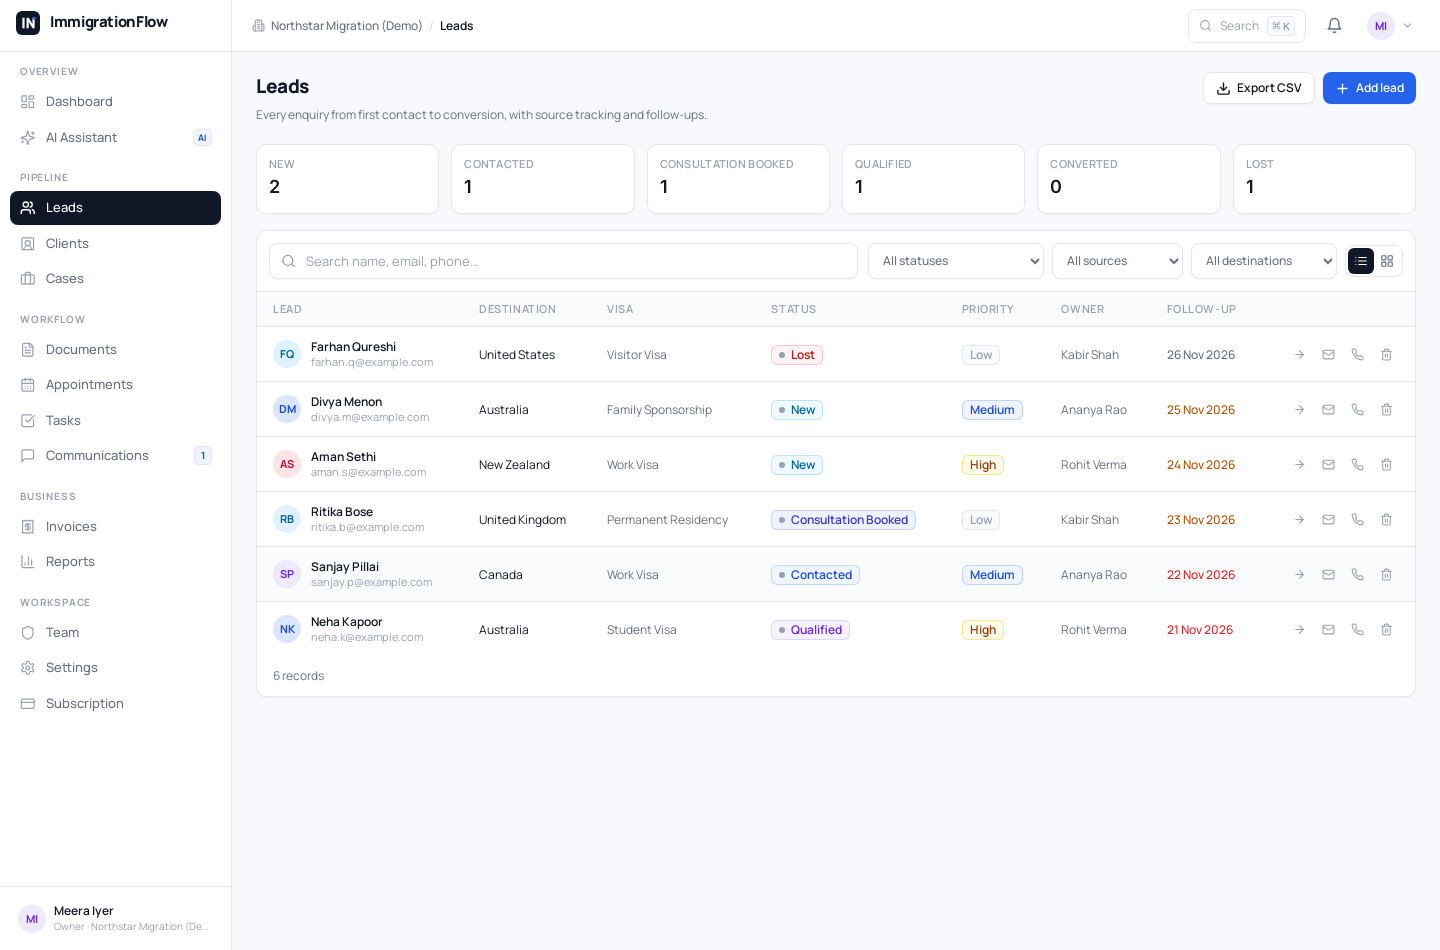 IN ImmigrationFlow
OVERVIEW
Dashboard
AI Assistant AI
PIPELINE
Leads
Clients
Cases
WORKFLOW
Documents
Appointments
Tasks
Communications 1
BUSINESS
Invoices
Reports
WORKSPACE
Team
Settings
Subscription
MI Meera Iyer
Owner · Northstar Migration (De...
Northstar Migration (Demo) / Leads
Search ⌘K
MI
Leads
Every enquiry from first contact to conversion, with source tracking and follow-ups.
Export CSV
+ Add lead
NEW
2
CONTACTED
1
CONSULTATION BOOKED
1
QUALIFIED
1
CONVERTED
0
LOST
1
Search name, email, phone...
All statuses
All sources
All destinations
LEAD DESTINATION VISA STATUS PRIORITY OWNER FOLLOW-UP
FQ Farhan Qureshi United States Visitor Visa Lost Low Kabir Shah 26 Nov 2026
farhan.q@example.com
DM Divya Menon Australia Family Sponsorship New Medium Ananya Rao 25 Nov 2026
divya.m@example.com
AS Aman Sethi New Zealand Work Visa New High Rohit Verma 24 Nov 2026
aman.s@example.com
RB Ritika Bose United Kingdom Permanent Residency Consultation Booked Low Kabir Shah 23 Nov 2026
ritika.b@example.com
SP Sanjay Pillai Canada Work Visa Contacted Medium Ananya Rao 22 Nov 2026
sanjay.p@example.com
NK Neha Kapoor Australia Student Visa Qualified High Rohit Verma 21 Nov 2026
neha.k@example.com
6 records